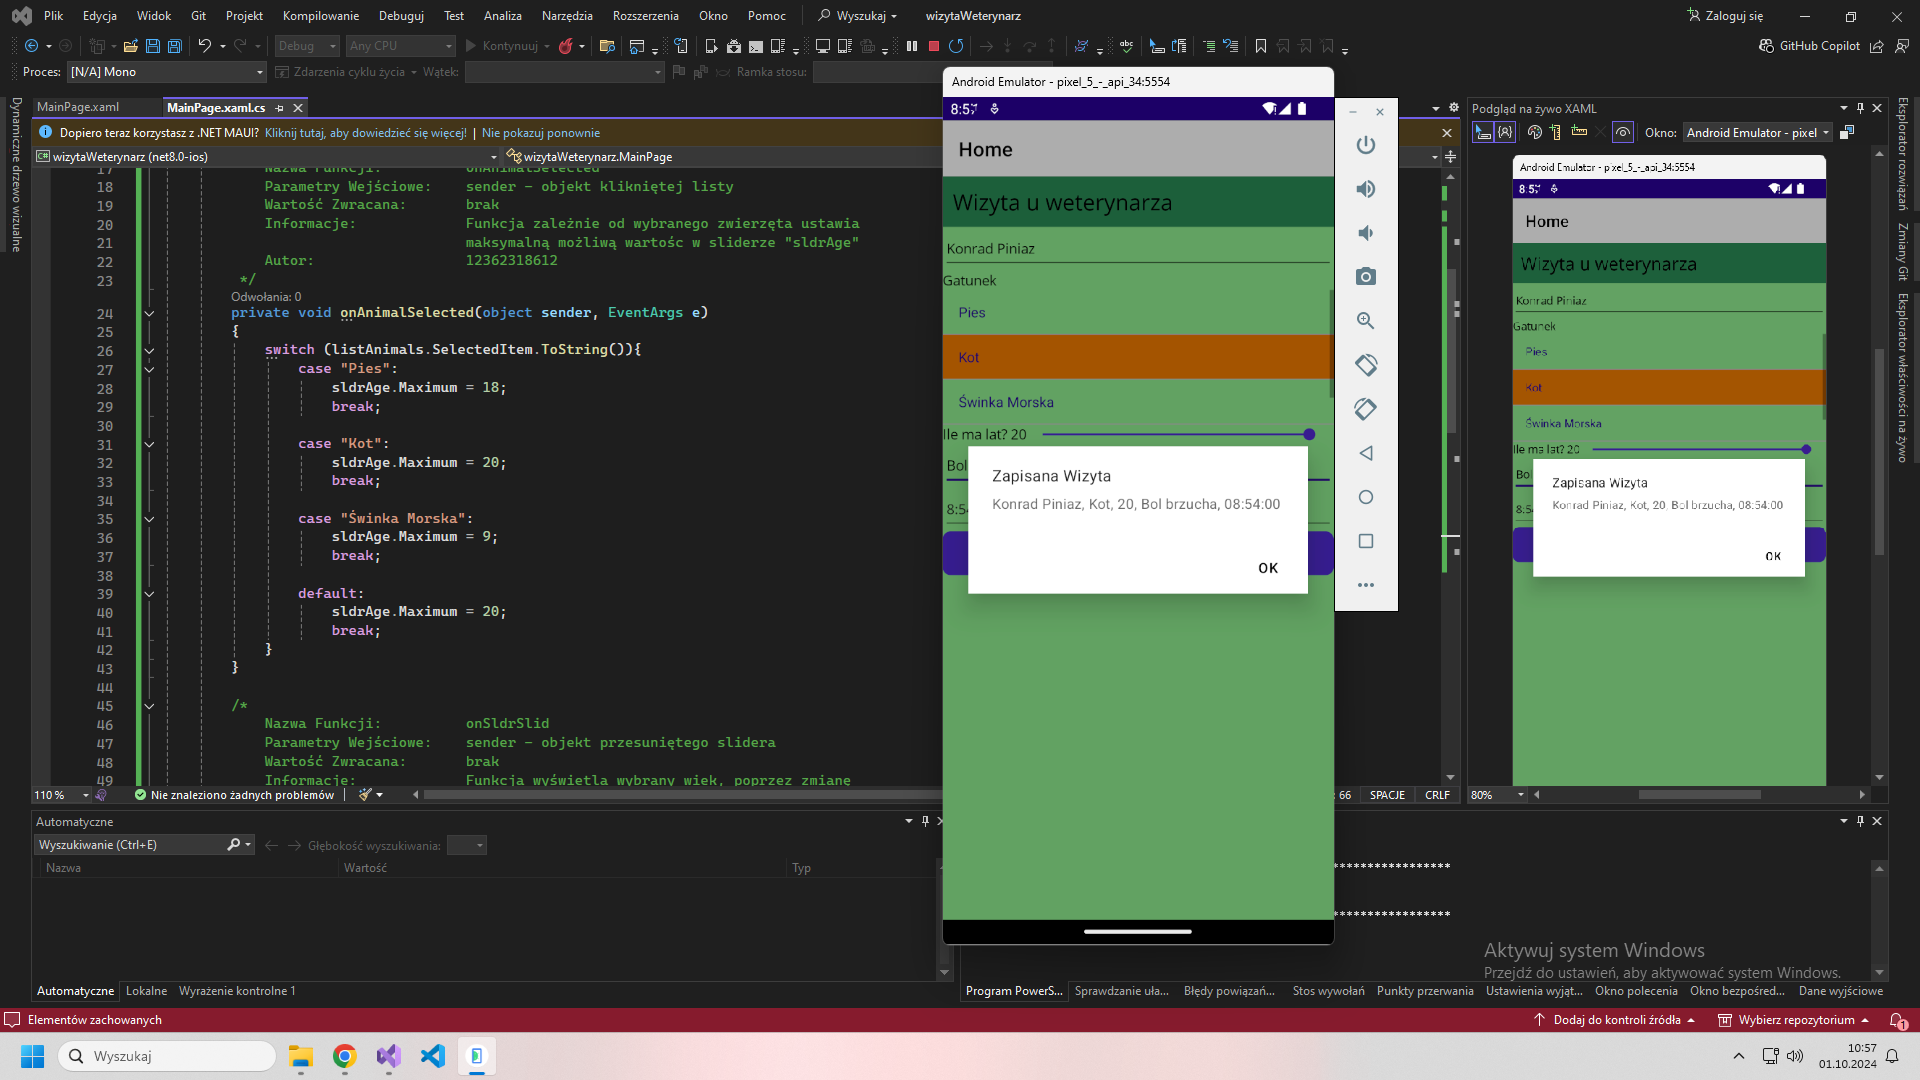 Plik Edycja Widok Git Projekt Kompilowanie Debuguj Test Analiza Narzędzia Rozszerzenia Okno Pomoc Wyszukaj wizytaWeterynarz Zaloguj się
Debug Any CPU Kontynuuj GitHub Copilot
Proces: [N/A] Mono Zdarzenia cyklu życia Wątek: Ramka stosu:
Dynamiczne drzewo wizualne
MainPage.xaml MainPage.xaml.cs
Dopiero teraz korzystasz z .NET MAUI? Kliknij tutaj, aby dowiedzieć się więcej! | Nie pokazuj ponownie
wizytaWeterynarz (net8.0-ios) wizytaWeterynarz.MainPage
17 Nazwa Funkcji: onAnimalSelected
18 Parametry Wejściowe: sender - objekt klikniętej listy
19 Wartość Zwracana: brak
20 Informacje: Funkcja zależnie od wybranego zwierzęta ustawia
21 maksymalną możliwą wartośc w sliderze "sldrAge"
22 Autor: 12362318612
23 */
Odwołania: 0
24 private void onAnimalSelected(object sender, EventArgs e)
25 {
26 switch (listAnimals.SelectedItem.ToString()){
27 case "Pies":
28 sldrAge.Maximum = 18;
29 break;
30
31 case "Kot":
32 sldrAge.Maximum = 20;
33 break;
34
35 case "Świnka Morska":
36 sldrAge.Maximum = 9;
37 break;
38
39 default:
40 sldrAge.Maximum = 20;
41 break;
42 }
43 }
44
45 /*
46 Nazwa Funkcji: onSldrSlid
47 Parametry Wejściowe: sender - objekt przesuniętego slidera
48 Wartość Zwracana: brak
49 Informacje: Funkcja wyświetla wybrany wiek, poprzez zmianę
110 % Nie znaleziono żadnych problemów
: 66 SPACJE CRLF
Android Emulator - pixel_5_-_api_34:5554
8:57
Home
Wizyta u weterynarza
Konrad Piniaz
Gatunek
Pies
Kot
Świnka Morska
Ile ma lat? 20
Bol
8:54
Zapisana Wizyta
Konrad Piniaz, Kot, 20, Bol brzucha, 08:54:00
OK
Podgląd na żywo XAML
Okno: Android Emulator - pixel
Android Emulator - pixel_5_-_api_34:5554
8:57
Home
Wizyta u weterynarza
Konrad Piniaz
Gatunek
Pies
Kot
Świnka Morska
Ile ma lat? 20
Bo
8:5
Zapisana Wizyta
Konrad Piniaz, Kot, 20, Bol brzucha, 08:54:00
OK
80%
Eksplorator rozwiązań
Zmiany Git
Eksplorator właściwości na żywo
Automatyczne
Wyszukiwanie (Ctrl+E) Głębokość wyszukiwania:
Nazwa Wartość Typ
Automatyczne Lokalne Wyrażenie kontrolne 1
*****************
*****************
Aktywuj system Windows
Przejdź do ustawień, aby aktywować system Windows.
Program PowerS... Sprawdzanie uła... Błędy powiązań... Stos wywołań Punkty przerwania Ustawienia wyjąt... Okno polecenia Okno bezpośred... Dane wyjściowe
Elementów zachowanych Dodaj do kontroli źródła Wybierz repozytorium 1
Wyszukaj
10:57
01.10.2024